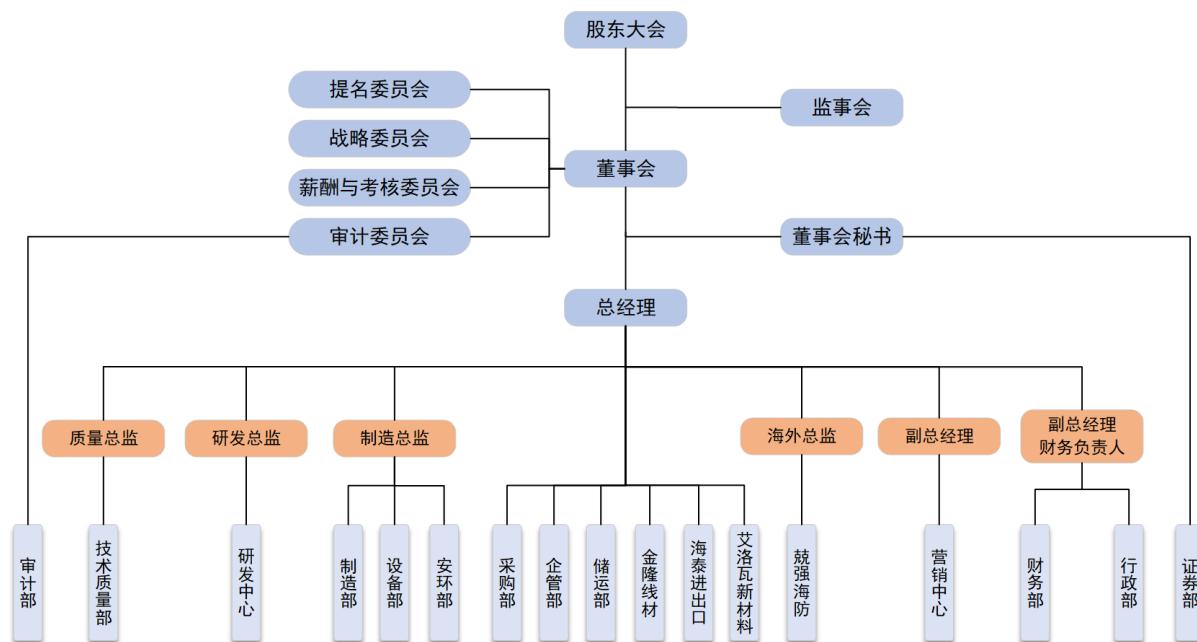 股东大会
提名委员会
监事会
战略委员会
董事会
薪酬与考核委员会
审计委员会
董事会秘书
总经理
质量总监
研发总监
制造总监
海外总监
副总经理
副总经理
财务负责人
审计部
技术质量部
研发中心
制造部
设备部
安环部
采购部
企管部
储运部
金隆线材
海泰进出口
艾洛瓦新材料
兢强海防
营销中心
财务部
行政部
证券部